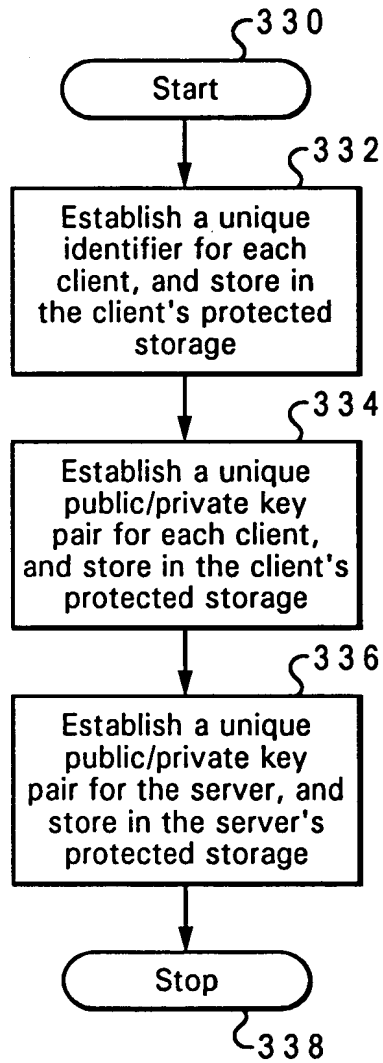 330
Start
332
Establish a unique
identifier for each
client, and store in
the client's protected
storage
334
Establish a unique
public/private key
pair for each client,
and store in the client's
protected storage
336
Establish a unique
public/private key
pair for the server, and
store in the server's
protected storage
Stop
338